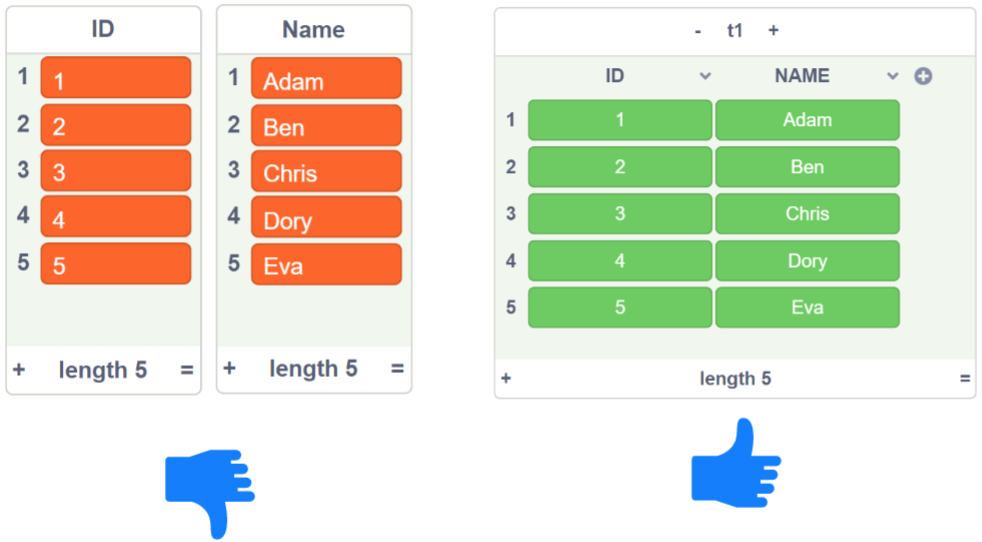 ID
1 1
2 2
3 3
4 4
5 5
+ length 5 =
Name
1 Adam
2 Ben
3 Chris
4 Dory
5 Eva
+ length 5 =
- t1 +
ID NAME
1 1 Adam
2 2 Ben
3 3 Chris
4 4 Dory
5 5 Eva
+ length 5 =